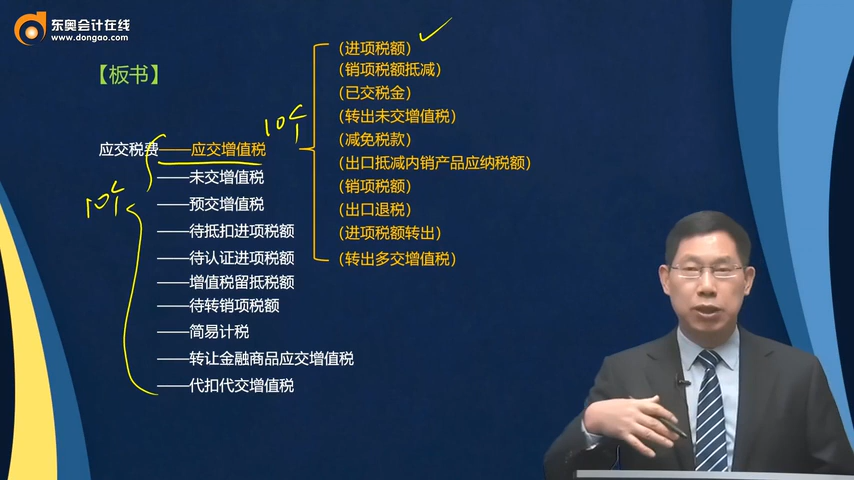 东奥会计在线
www.dongao.com
【板书】
应交税费——应交增值税
——未交增值税
——预交增值税
——待抵扣进项税额
——待认证进项税额
——增值税留抵税额
——待转销项税额
——简易计税
——转让金融商品应交增值税
——代扣代交增值税
10个
10个
（进项税额）
（销项税额抵减）
（已交税金）
（转出未交增值税）
（减免税款）
（出口抵减内销产品应纳税额）
（销项税额）
（出口退税）
（进项税额转出）
（转出多交增值税）